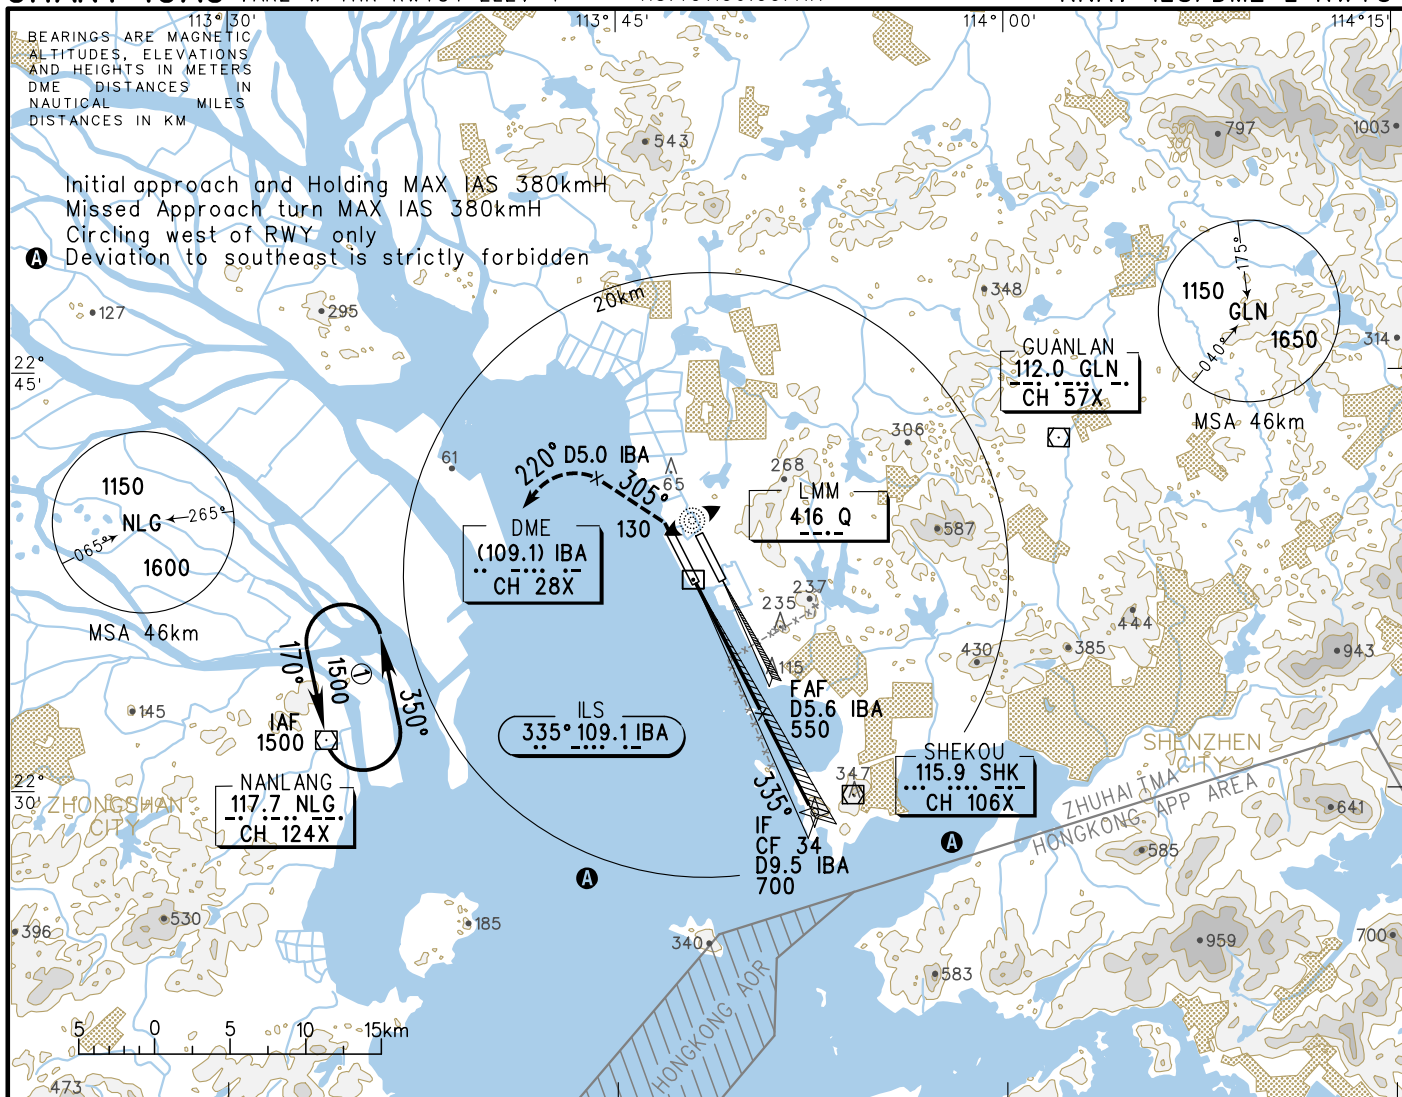 113°30'
113°45'
114°00'
114°15'
BEARINGS ARE MAGNETIC
ALTITUDES, ELEVATIONS
AND HEIGHTS IN METERS
DME DISTANCES IN
NAUTICAL MILES
DISTANCES IN KM
Initial approach and Holding MAX IAS 380kmH
Missed Approach turn MAX IAS 380kmH
Circling west of RWY only
A Deviation to southeast is strictly forbidden
543
500
300
100
797
1003
175°
1150
GLN
1650
040°
MSA 46km
127
295
20km
348
314
22°
45'
GUANLAN
112.0 GLN
CH 57X
306
61
220°
D5.0 IBA
305°
65
268
LMM
416 Q
587
1150
NLG
265°
065°
1600
MSA 46km
DME
(109.1) IBA
CH 28X
130
237
235
444
385
430
943
115
170°
1500
1
350°
145
IAF
1500
FAF
D5.6 IBA
550
ILS
335° 109.1 IBA
SHENZHEN
CITY
SHEKOU
115.9 SHK
CH 106X
347
335°
22°
30'
ZHONGSHAN
CITY
NANLANG
117.7 NLG
CH 124X
IF
CF 34
D9.5 IBA
700
ZHUHAI TMA
HONGKONG APP AREA
641
585
A
A
530
396
185
340
959
700
583
HONGKONG AOR
5 0 5 10 15km
473